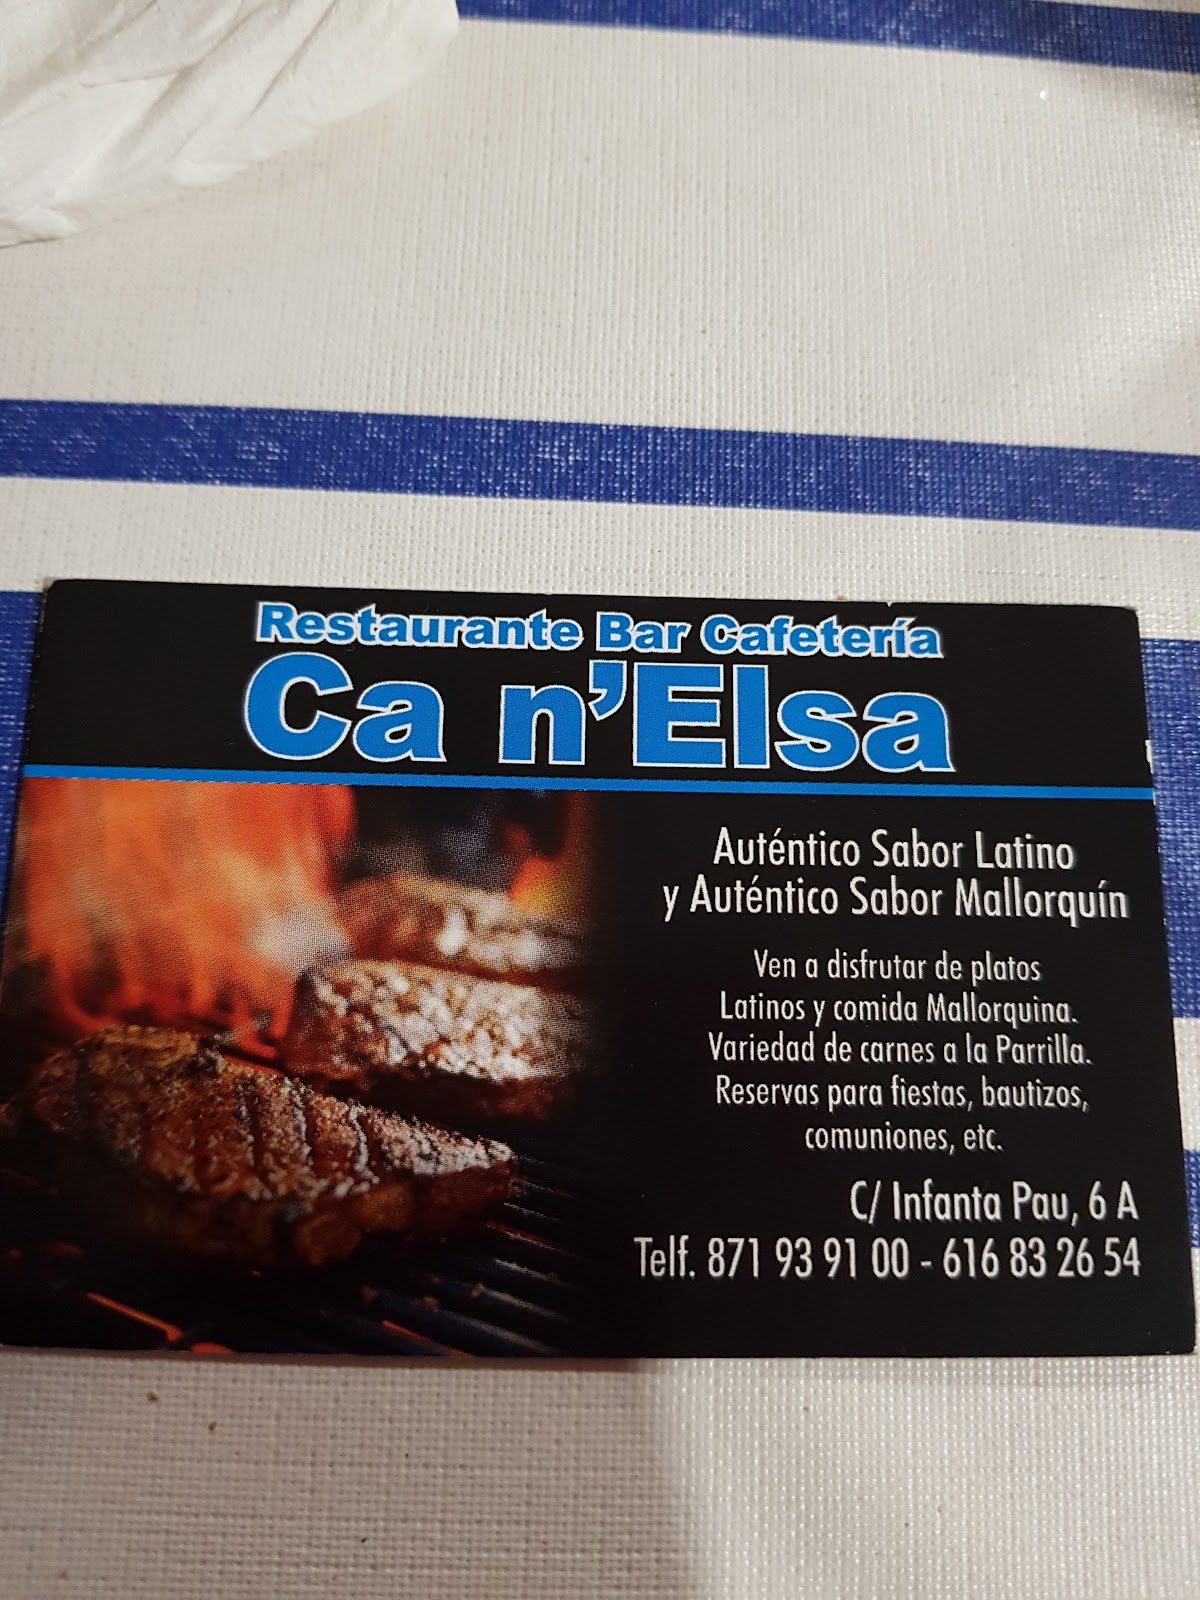 Restaurante Bar Cafetería
Ca n'Elsa
Auténtico Sabor Latino
y Auténtico Sabor Mallorquín
Ven a disfrutar de platos
Latinos y comida Mallorquina.
Variedad de carnes a la Parrilla.
Reservas para fiestas, bautizos,
comuniones, etc.
C/ Infanta Pau, 6 A
Telf. 871 93 91 00 - 616 83 26 54